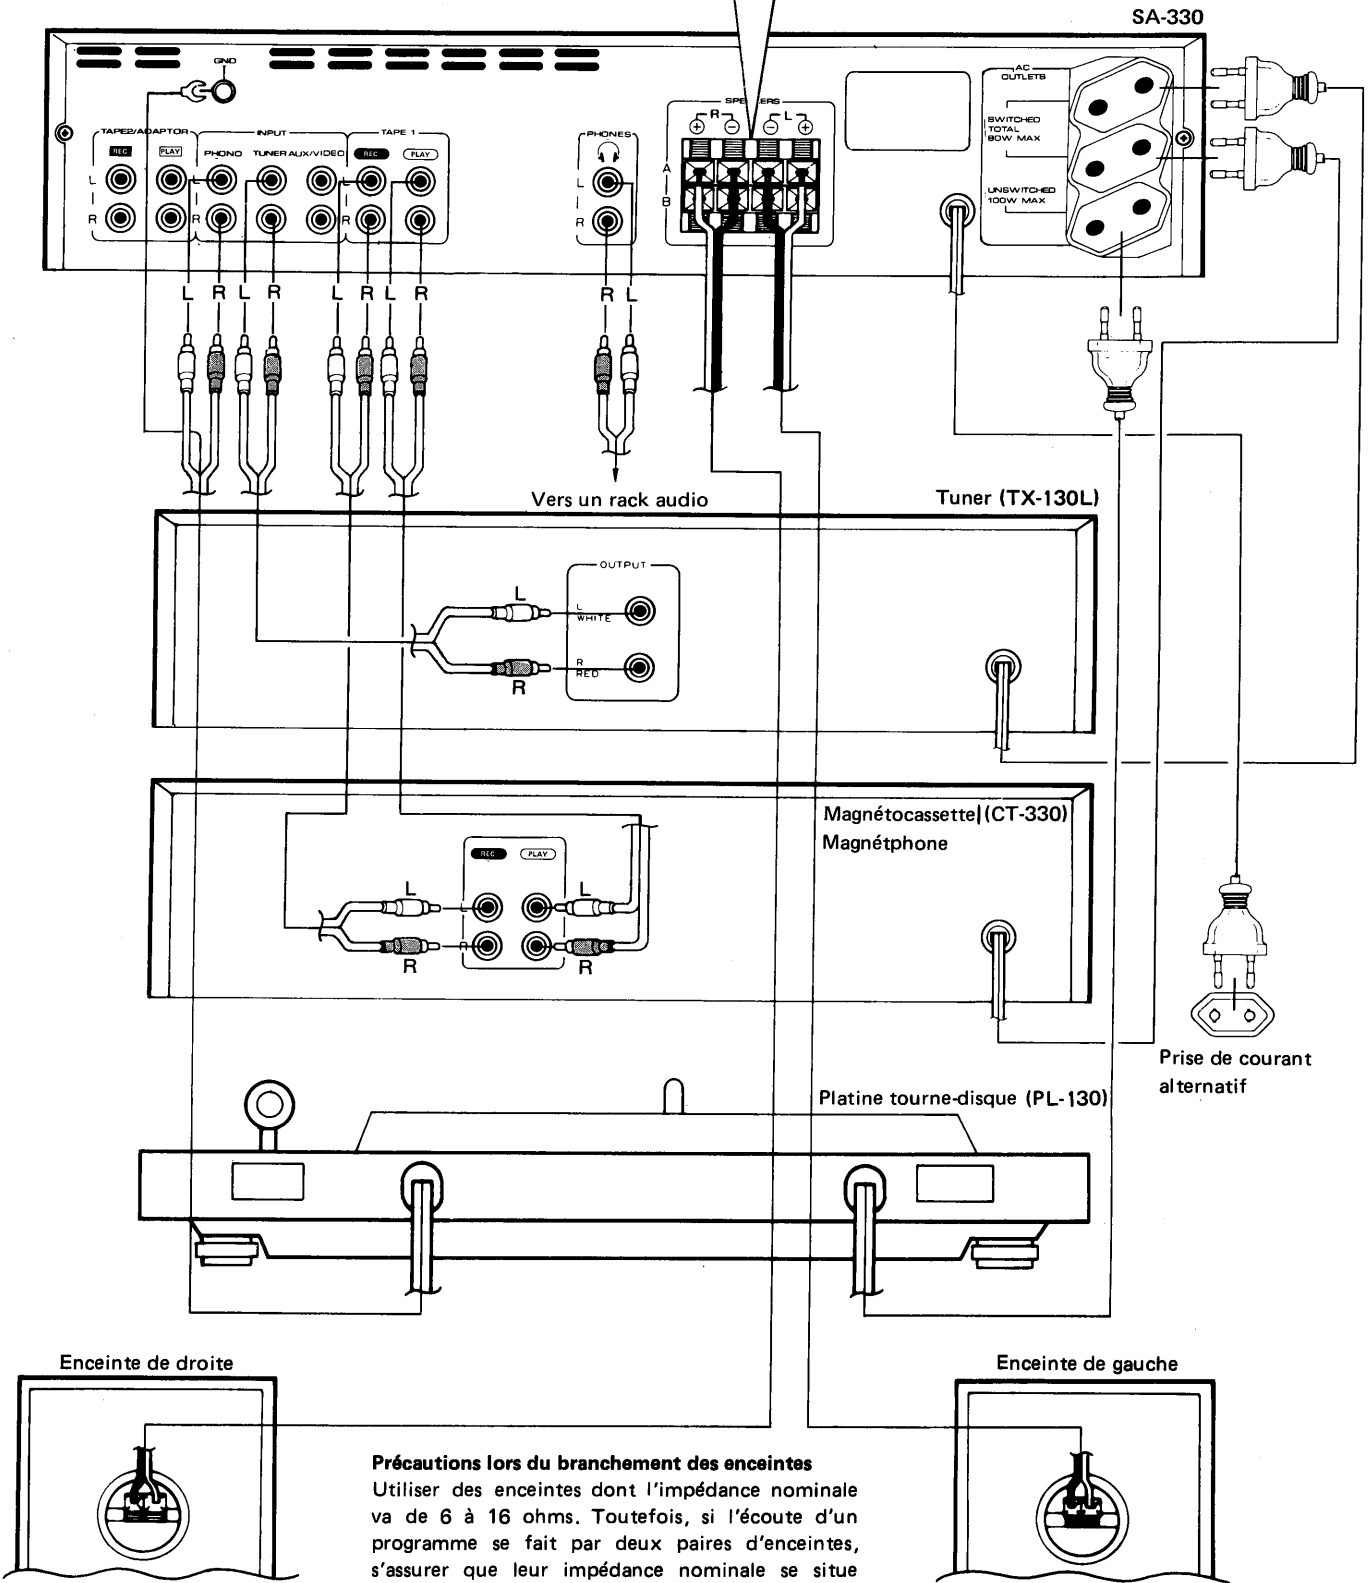 SA-330
GND
AC
OUTLETS
SPEAKERS
R L
+ − − +
SWITCHED
TOTAL
80W MAX
TAPE2/ADAPTOR INPUT TAPE 1
PHONES
REC PLAY PHONO TUNER AUX/VIDEO REC PLAY
A
L L L L
UNSWITCHED
100W MAX
B
R R R R
L R L R L R L R R L
Vers un rack audio
Tuner (TX-130L)
OUTPUT
L
L
WHITE
R
RED
R
Magnétocassette (CT-330)
Magnétphone
REC PLAY
L L
L
R
R R
Prise de courant
alternatif
Platine tourne-disque (PL-130)
Enceinte de droite
Enceinte de gauche
Précautions lors du branchement des enceintes
Utiliser des enceintes dont l'impédance nominale
va de 6 à 16 ohms. Toutefois, si l'écoute d'un
programme se fait par deux paires d'enceintes,
s'assurer que leur impédance nominale se situe